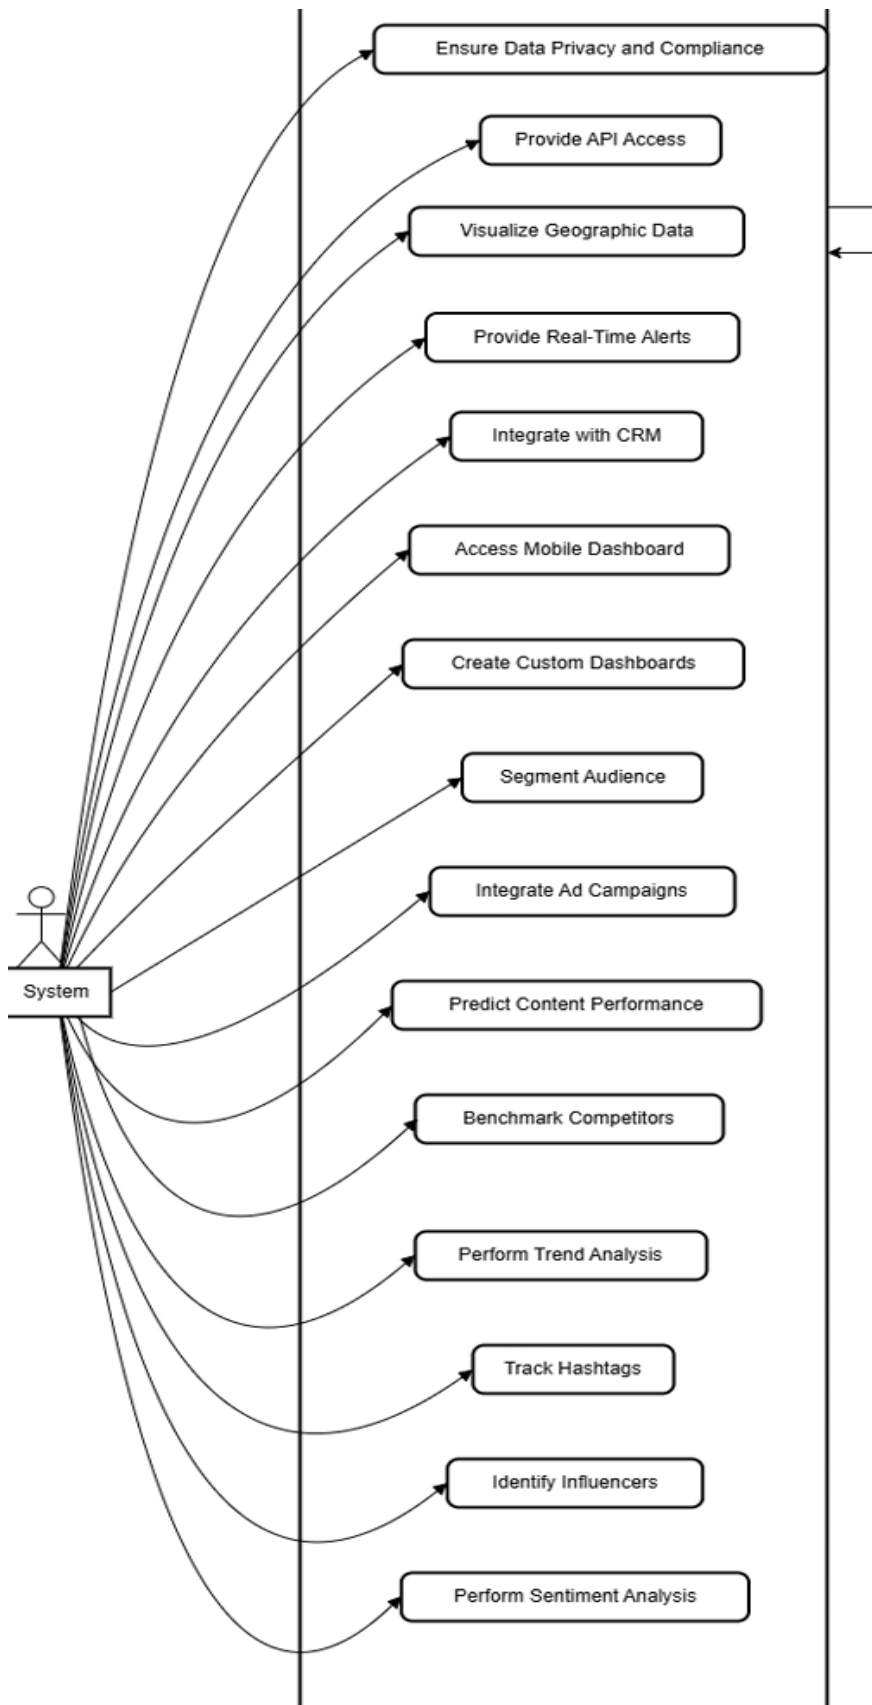 Ensure Data Privacy and Compliance
Provide API Access
Visualize Geographic Data
Provide Real-Time Alerts
Integrate with CRM
Access Mobile Dashboard
Create Custom Dashboards
Segment Audience
Integrate Ad Campaigns
System
Predict Content Performance
Benchmark Competitors
Perform Trend Analysis
Track Hashtags
Identify Influencers
Perform Sentiment Analysis